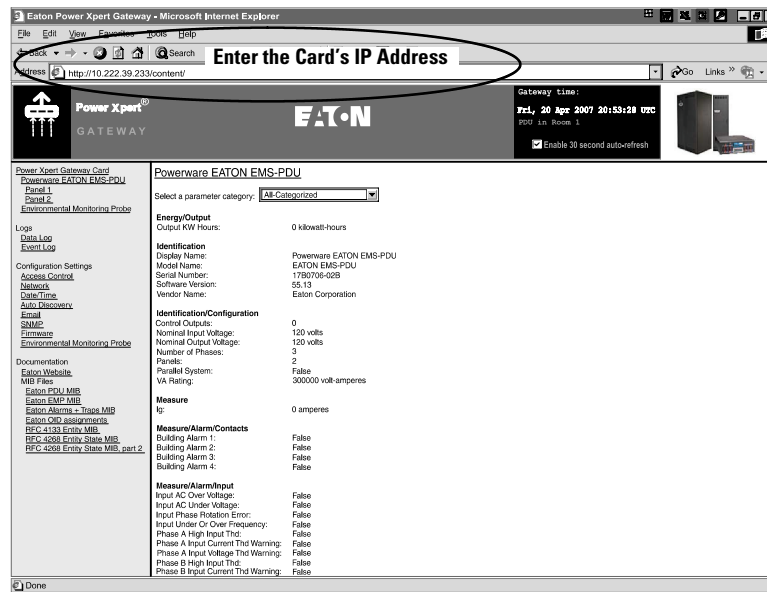 Eaton Power Xpert Gateway - Microsoft Internet Explorer
File Edit View Favorites Tools Help
Back Search
Enter the Card's IP Address
Address http://10.222.39.233/content/ Go Links »
Power Xpert®
GATEWAY
EATON
Gateway time:
Fri, 20 Apr 2007 20:53:28 UTC
PDU in Room 1
Enable 30 second auto-refresh
Power Xpert Gateway Card
Powerware EATON EMS-PDU
Panel 1
Panel 2
Environmental Monitoring Probe
Logs
Data Log
Event Log
Configuration Settings
Access Control
Network
Date/Time
Auto Discovery
Email
SNMP
Firmware
Environmental Monitoring Probe
Documentation
Eaton Website
MIB Files
Eaton PDU MIB
Eaton EMP MIB
Eaton Alarms + Traps MIB
Eaton OID assignments
RFC 4133 Entity MIB
RFC 4268 Entity State MIB
RFC 4268 Entity State MIB, part 2
Powerware EATON EMS-PDU
Select a parameter category: All-Categorized
Energy/Output
Output KW Hours: 0 kilowatt-hours
Identification
Display Name: Powerware EATON EMS-PDU
Model Name: EATON EMS-PDU
Serial Number: 17B0706-02B
Software Version: 55.13
Vendor Name: Eaton Corporation
Identification/Configuration
Control Outputs: 0
Nominal Input Voltage: 120 volts
Nominal Output Voltage: 120 volts
Number of Phases: 3
Panels: 2
Parallel System: False
VA Rating: 300000 volt-amperes
Measure
Ig: 0 amperes
Measure/Alarm/Contacts
Building Alarm 1: False
Building Alarm 2: False
Building Alarm 3: False
Building Alarm 4: False
Measure/Alarm/Input
Input AC Over Voltage: False
Input AC Under Voltage: False
Input Phase Rotation Error: False
Input Under Or Over Frequency: False
Phase A High Input Thd: False
Phase A Input Current Thd Warning: False
Phase A Input Voltage Thd Warning: False
Phase B High Input Thd: False
Phase B Input Current Thd Warning: False
Done